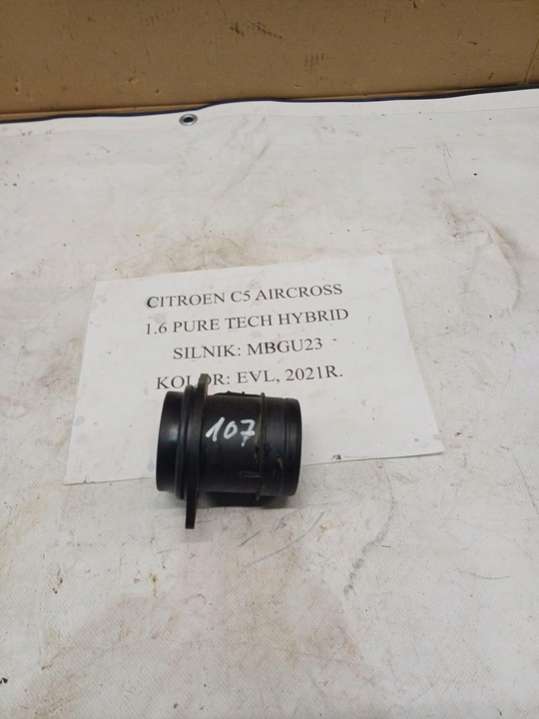 CITROEN C5 AIRCROSS
1.6 PURE TECH HYBRID
SILNIK: MBGU23
KOLOR: EVL, 2021R.
107